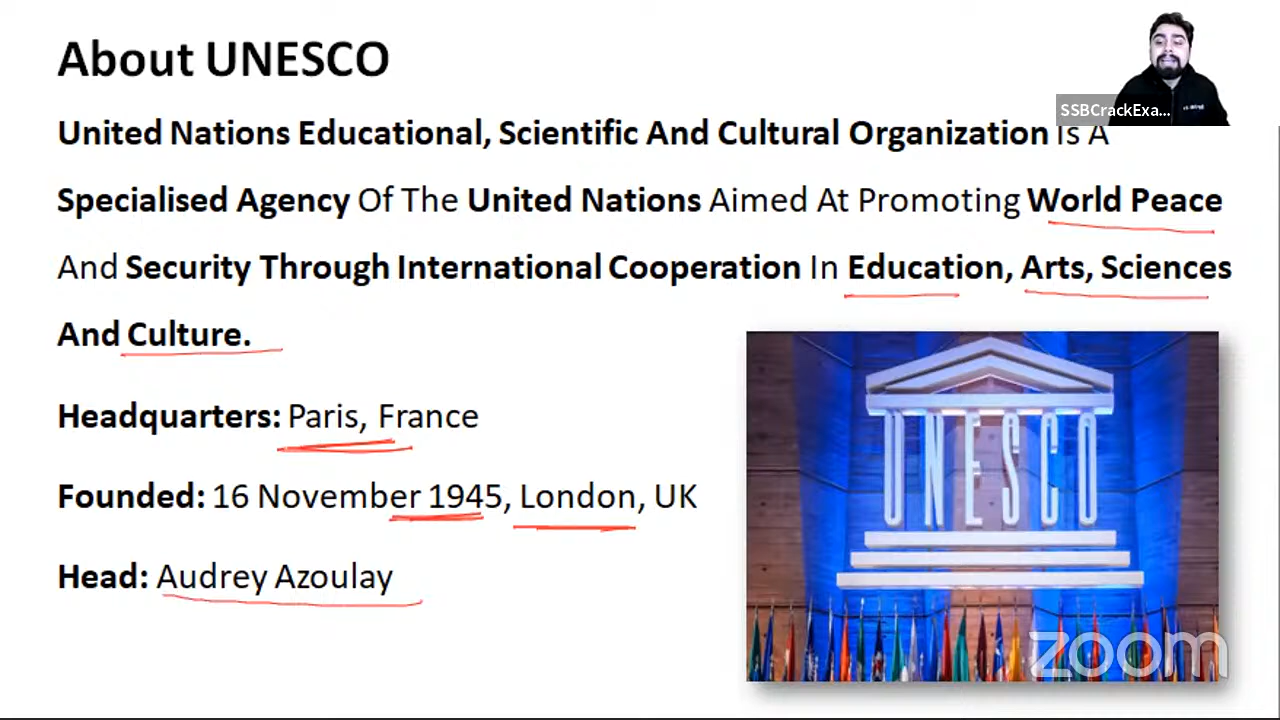 About UNESCO
SSBCrackExa...
United Nations Educational, Scientific And Cultural Organization Is A
Specialised Agency Of The United Nations Aimed At Promoting World Peace
And Security Through International Cooperation In Education, Arts, Sciences
And Culture.
Headquarters: Paris, France
Founded: 16 November 1945, London, UK
Head: Audrey Azoulay
UNESCO
zoom